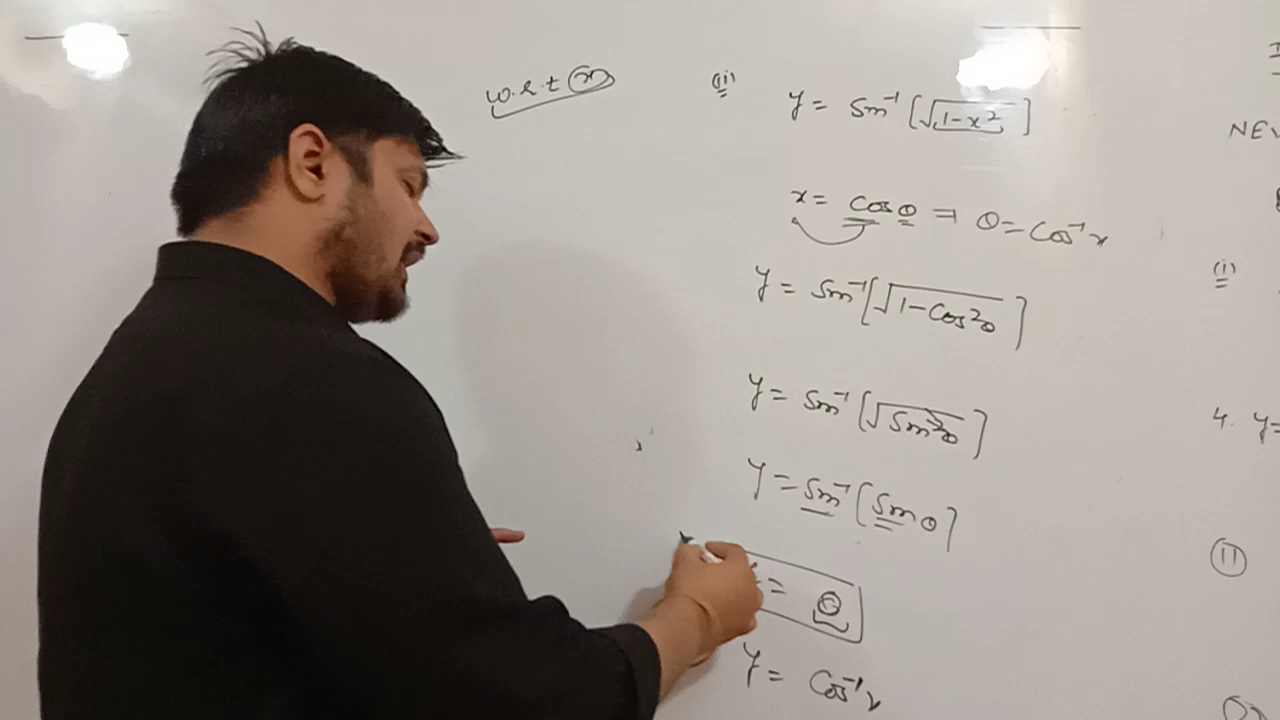 w.r.t (x)
(ii) y = Sin⁻¹ [√1-x²]
x = Cos θ ⇒ θ = Cos⁻¹ x
y = Sin⁻¹ [√1-Cos²θ]
y = Sin⁻¹ [√Sin²θ]
y = Sin⁻¹ [Sin θ]
= θ
y = Cos⁻¹ x
(i)
4. y=
(11)